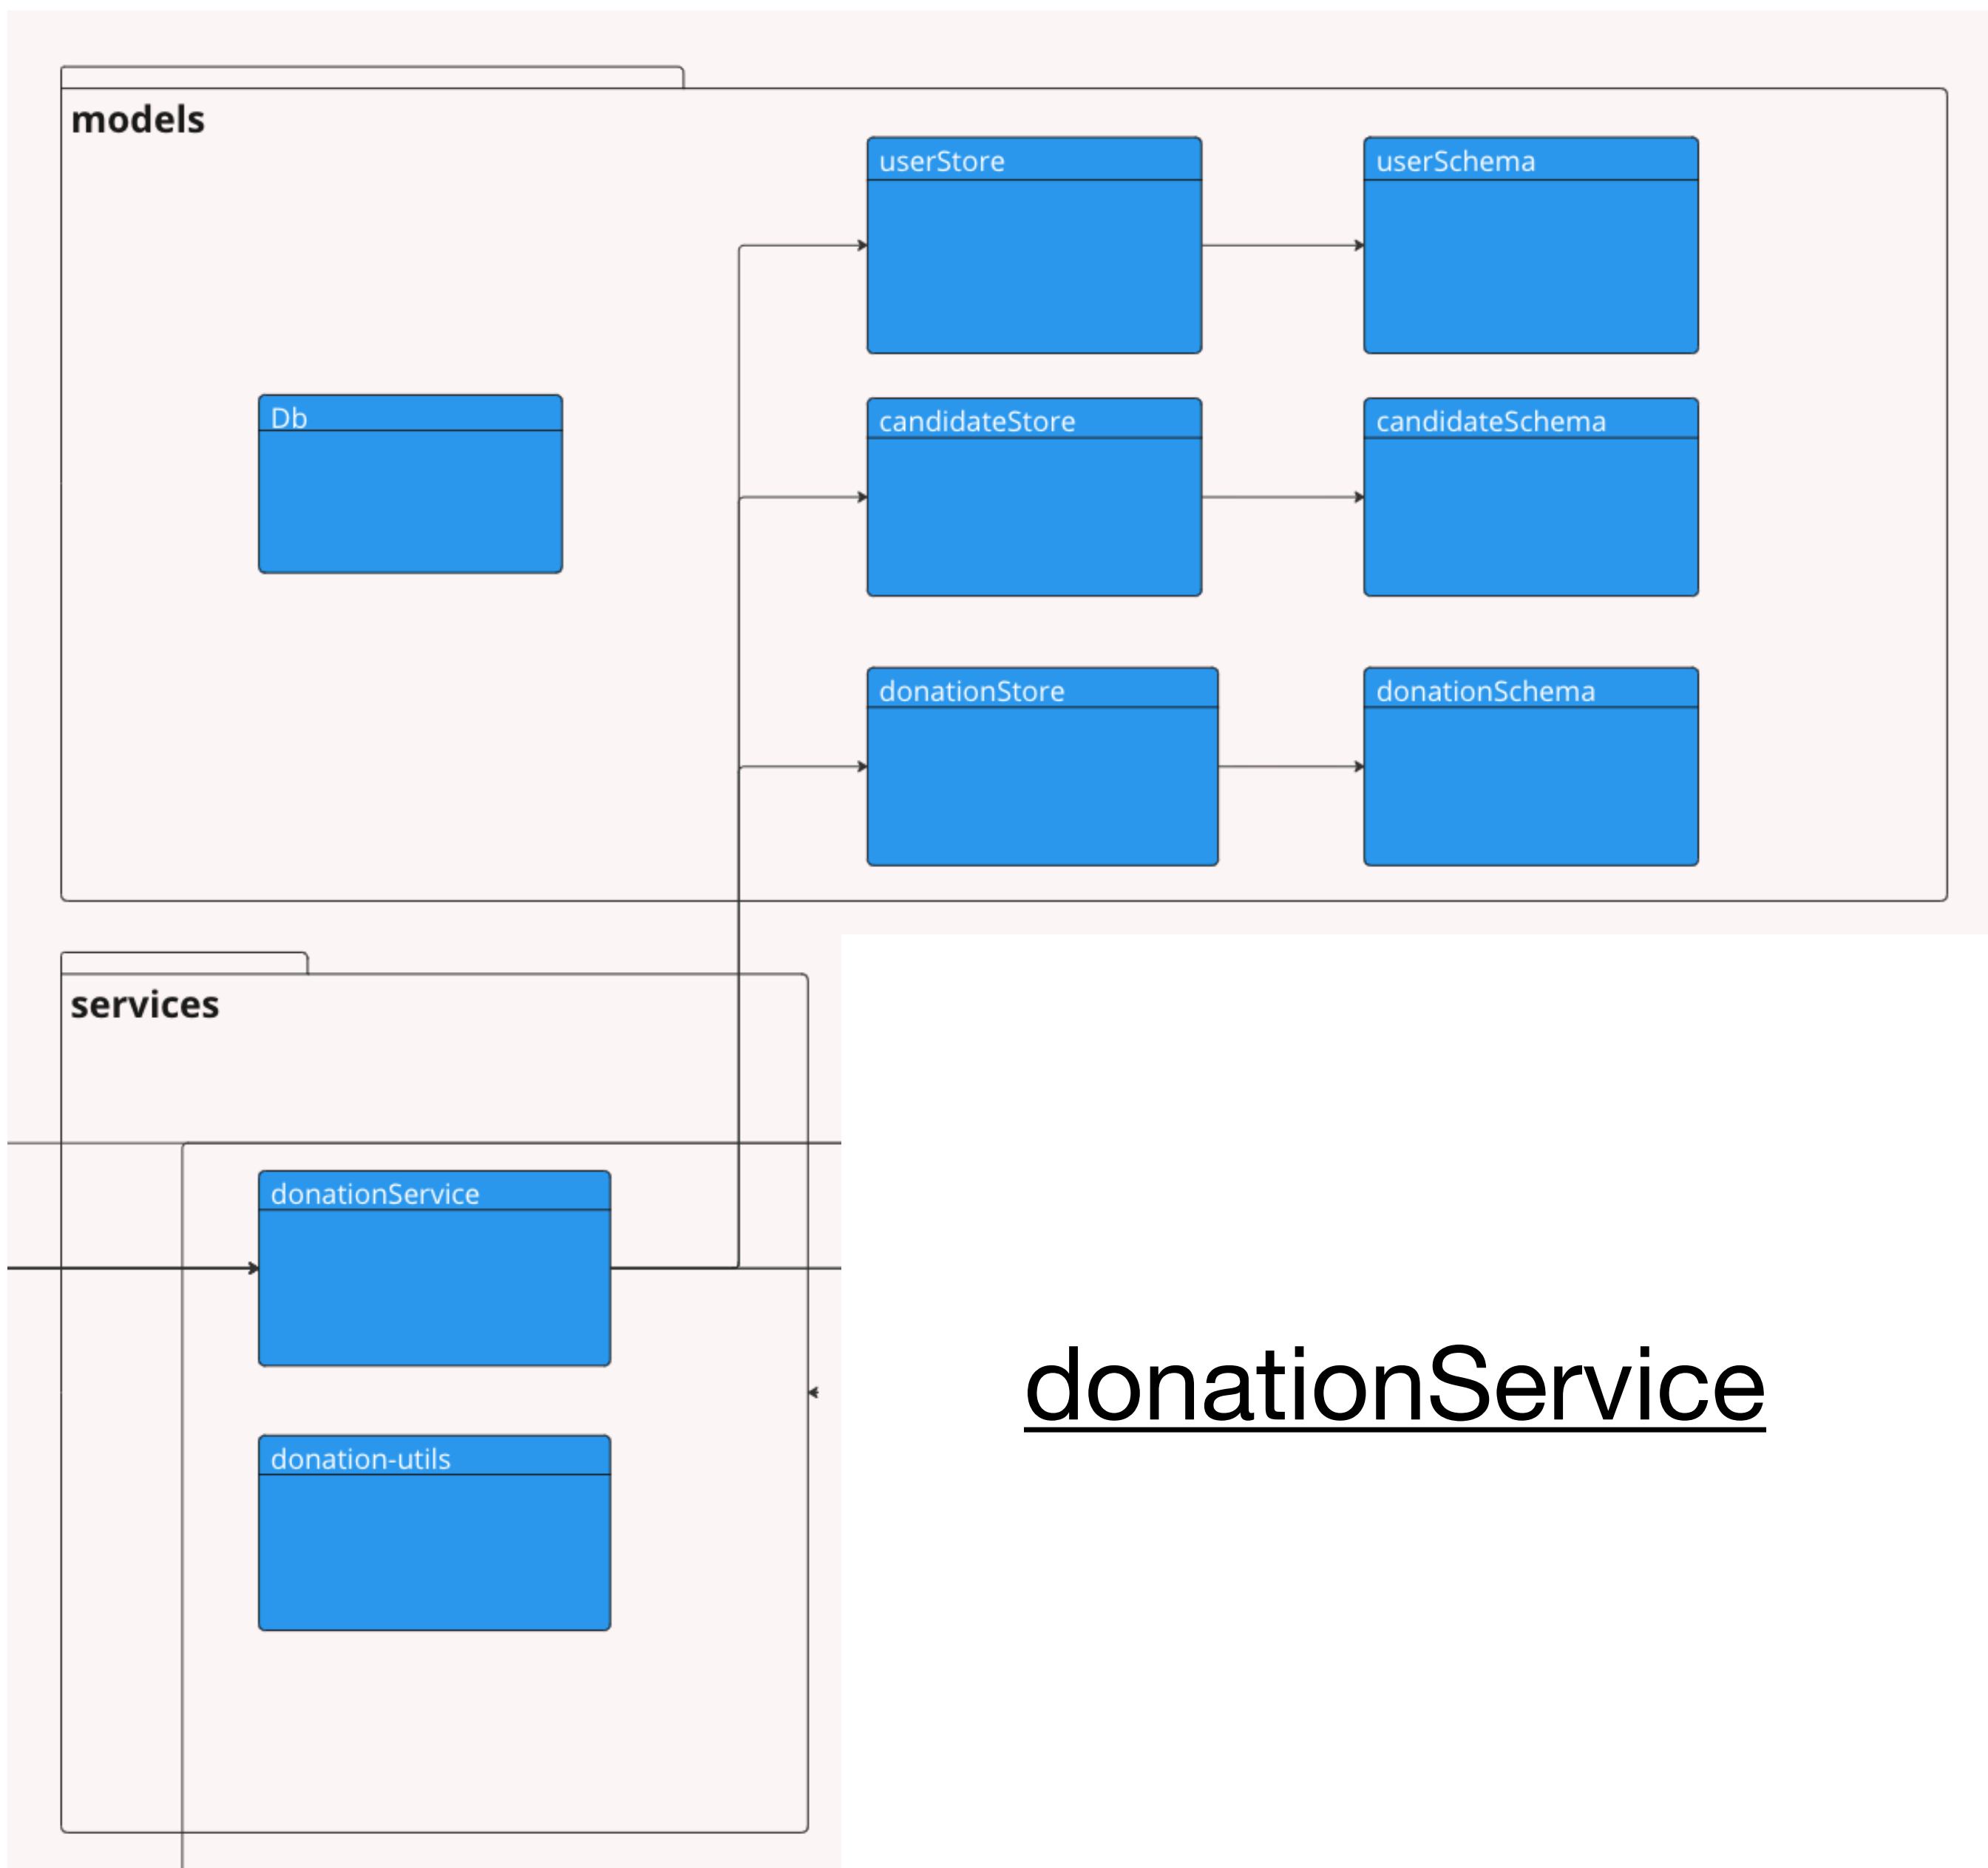 models
userStore
userSchema
Db
candidateStore
candidateSchema
donationStore
donationSchema
services
donationService
donation-utils
donationService